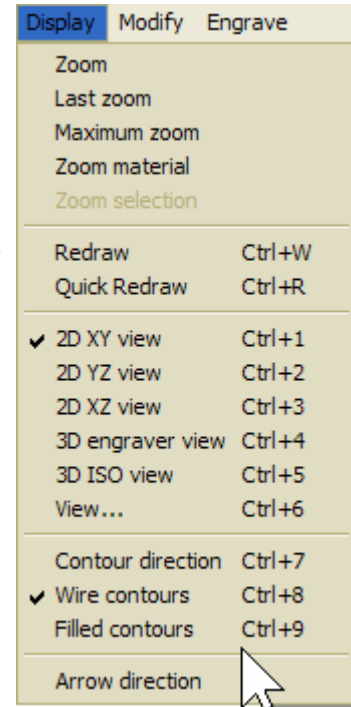 Display Modify Engrave
Zoom
Last zoom
Maximum zoom
Zoom material
Zoom selection
Redraw Ctrl+W
Quick Redraw Ctrl+R
2D XY view Ctrl+1
2D YZ view Ctrl+2
2D XZ view Ctrl+3
3D engraver view Ctrl+4
3D ISO view Ctrl+5
View... Ctrl+6
Contour direction Ctrl+7
Wire contours Ctrl+8
Filled contours Ctrl+9
Arrow direction